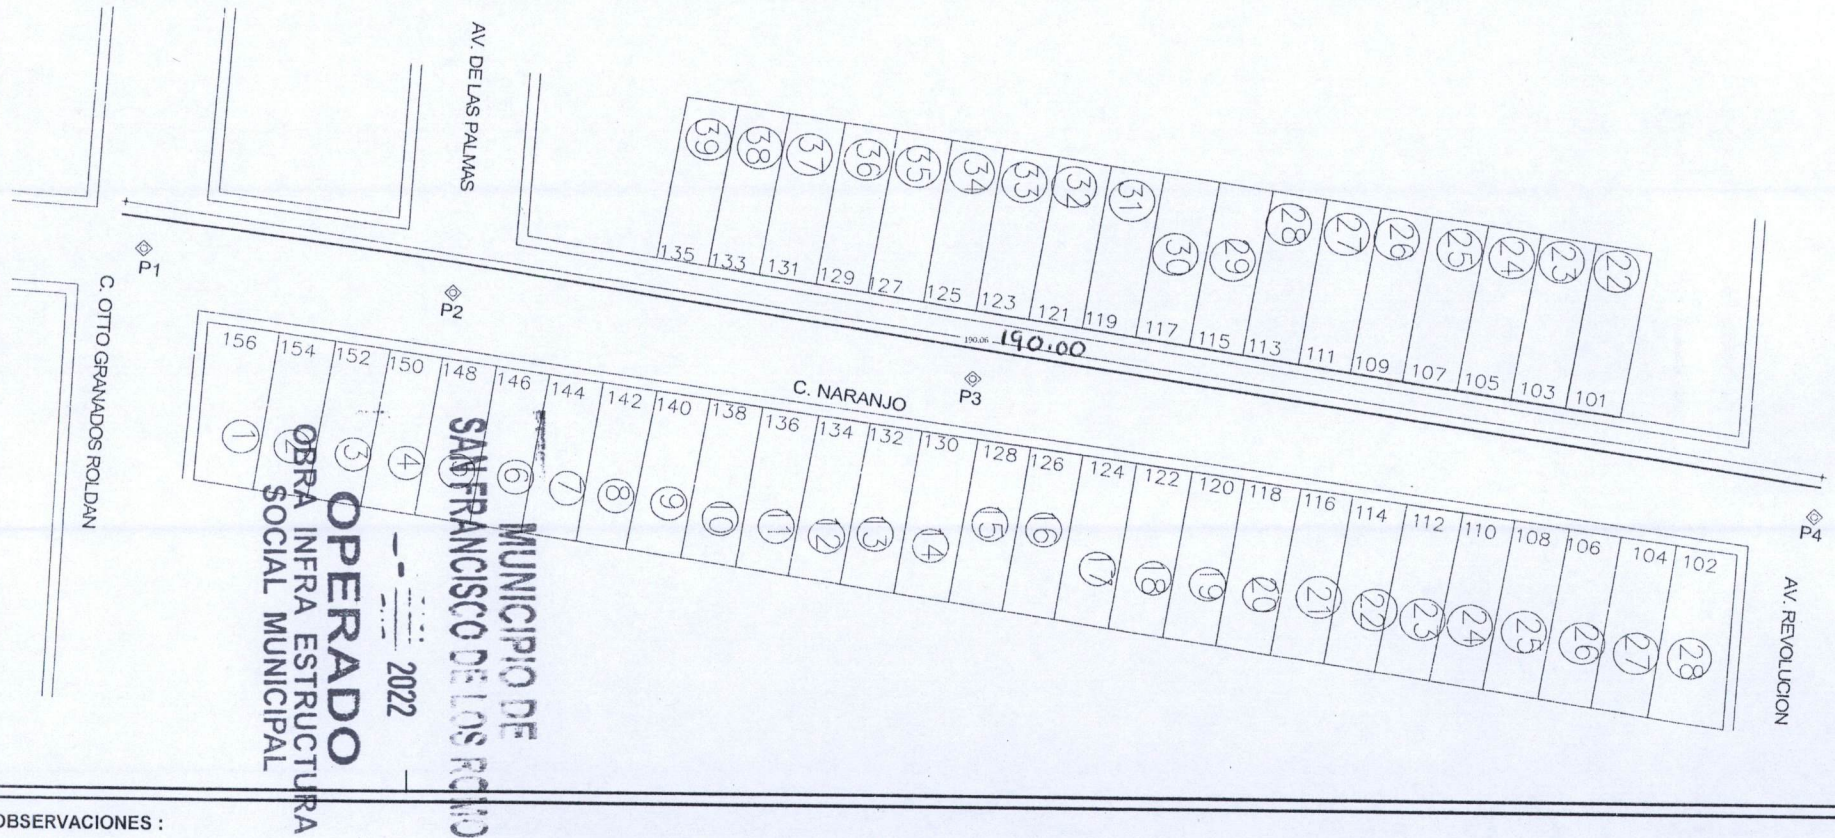 AV. DE LAS PALMAS
39 38 37 36 35 34 33 32 31 30 29 28 27 26 25 24 23 22
135 133 131 129 127 125 123 121 119 117 115 113 111 109 107 105 103 101
P1
P2
190.06 190.00
C. NARANJO
P3
P4
C. OTTO GRANADOS ROLDAN
156 154 152 150 148 146 144 142 140 138 136 134 132 130 128 126 124 122 120 118 116 114 112 110 108 106 104 102
1 2 3 4 5 6 7 8 9 10 11 12 13 14 15 16 17 18 19 20 21 22 23 24 25 26 27 28
AV. REVOLUCION
MUNICIPIO DE
SAN FRANCISCO DE LOS ROMO
2022
OPERADO
OBRA INFRA ESTRUCTURA
SOCIAL MUNICIPAL
OBSERVACIONES :